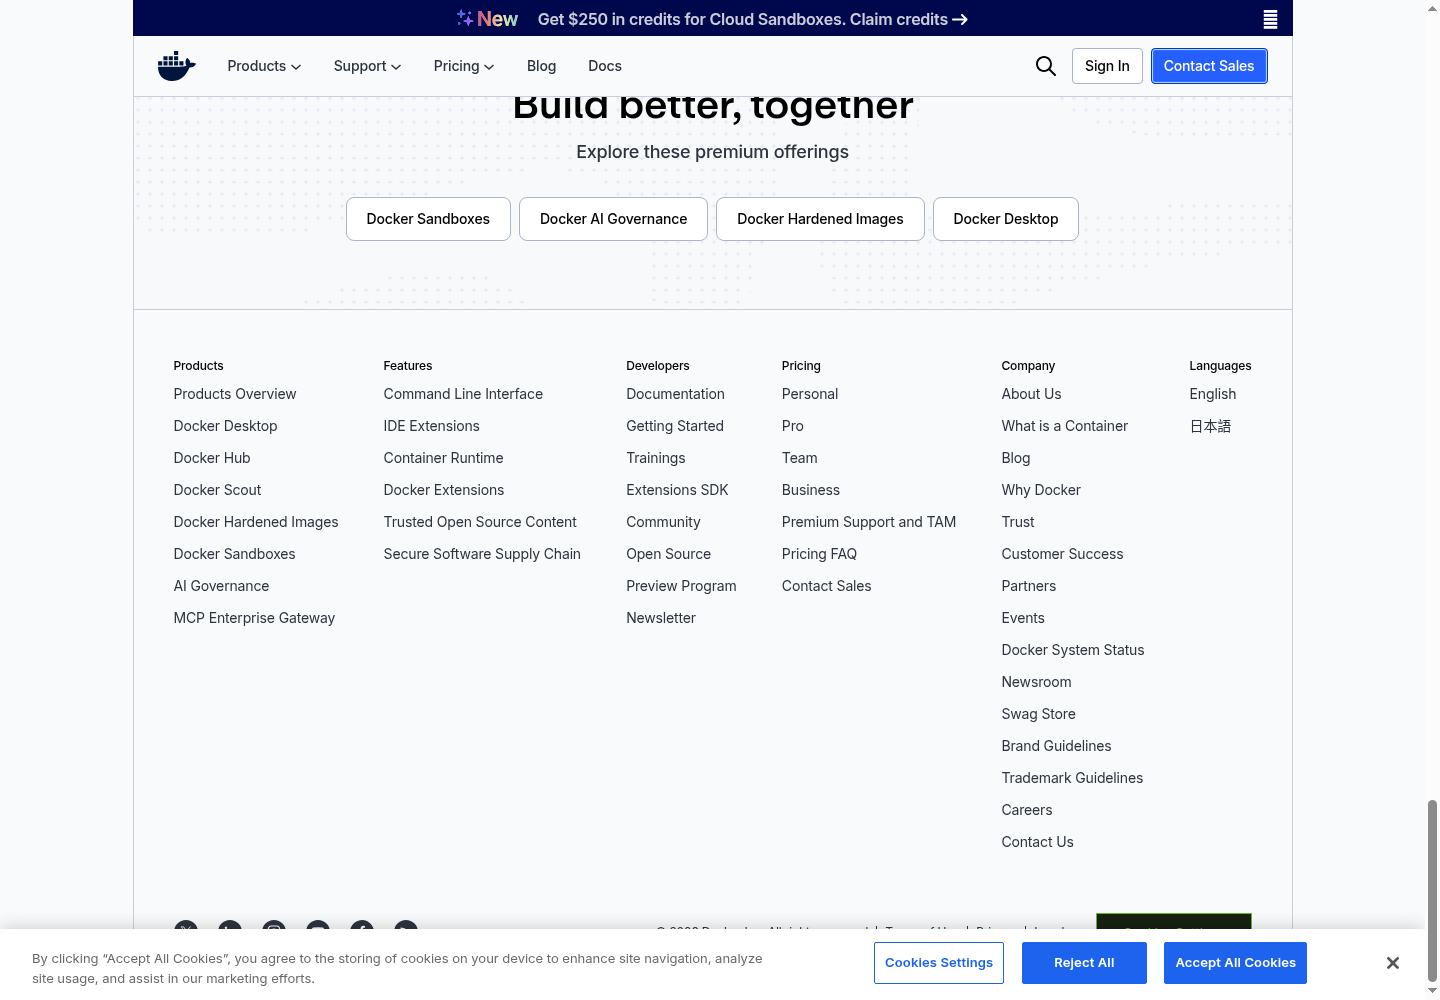 New Get $250 in credits for Cloud Sandboxes. Claim credits
Products Support Pricing Blog Docs Sign In Contact Sales
Build better, together
Explore these premium offerings
Docker Sandboxes Docker AI Governance Docker Hardened Images Docker Desktop
Products
Products Overview
Docker Desktop
Docker Hub
Docker Scout
Docker Hardened Images
Docker Sandboxes
AI Governance
MCP Enterprise Gateway
Features
Command Line Interface
IDE Extensions
Container Runtime
Docker Extensions
Trusted Open Source Content
Secure Software Supply Chain
Developers
Documentation
Getting Started
Trainings
Extensions SDK
Community
Open Source
Preview Program
Newsletter
Pricing
Personal
Pro
Team
Business
Premium Support and TAM
Pricing FAQ
Contact Sales
Company
About Us
What is a Container
Blog
Why Docker
Trust
Customer Success
Partners
Events
Docker System Status
Newsroom
Swag Store
Brand Guidelines
Trademark Guidelines
Careers
Contact Us
Languages
English
日本語
By clicking “Accept All Cookies”, you agree to the storing of cookies on your device to enhance site navigation, analyze
site usage, and assist in our marketing efforts.
Cookies Settings Reject All Accept All Cookies